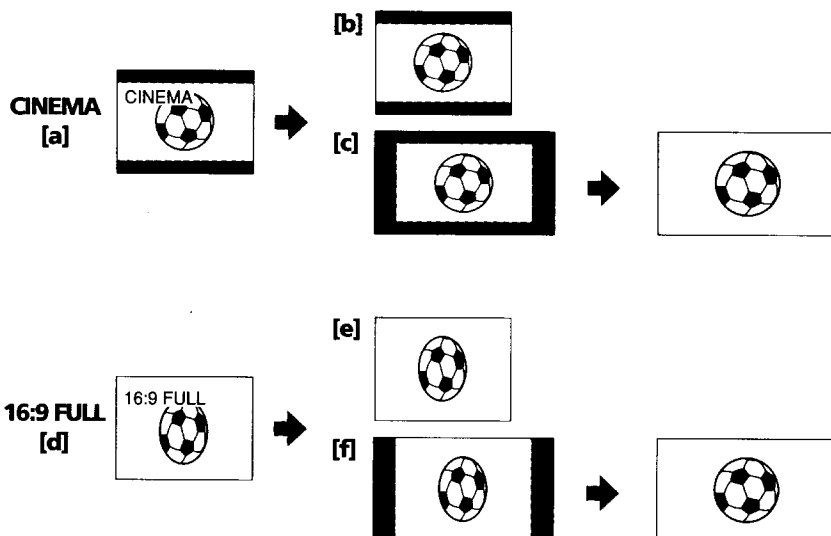 [b]
CINEMA
CINEMA
[a]
[c]
[e]
16:9 FULL
16:9 FULL
[d]
[f]